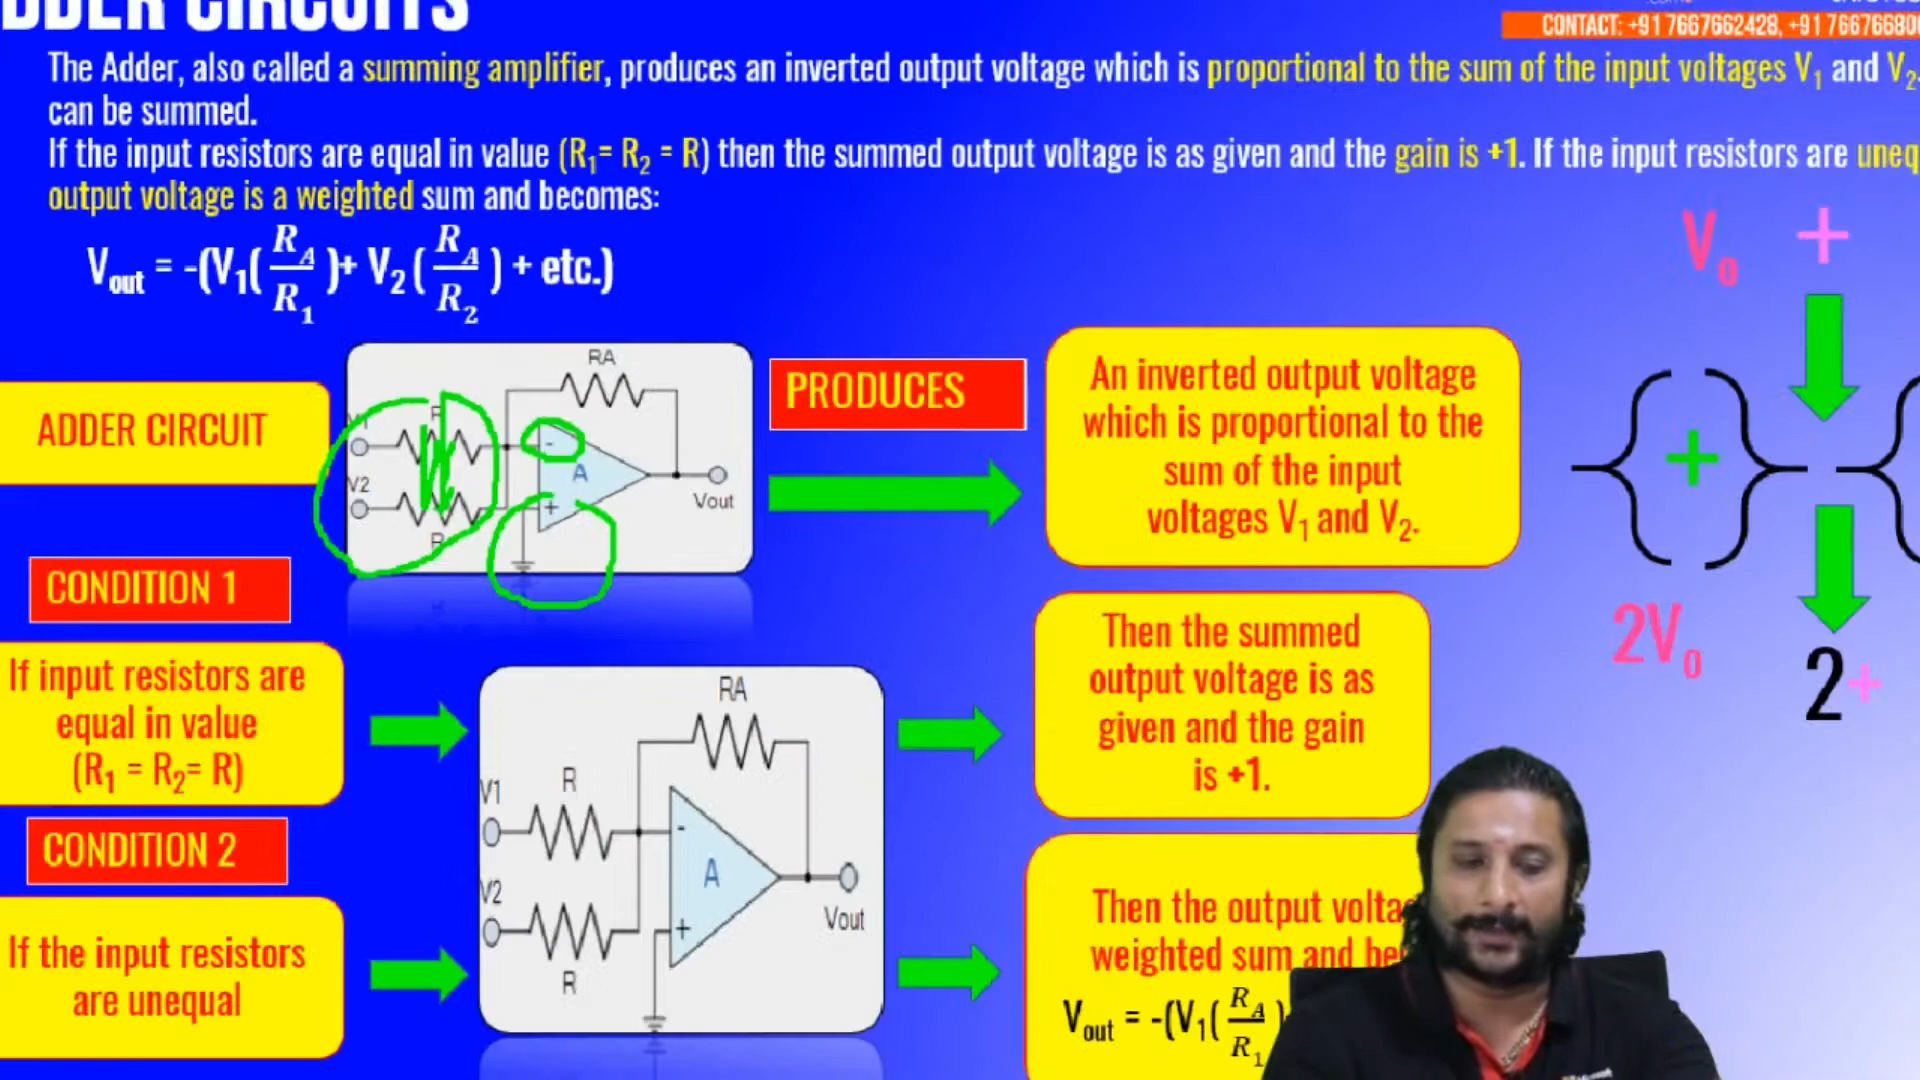 DDER CIRCUITS
CONTACT: +91 7667662428, +91 766766880
The Adder, also called a summing amplifier, produces an inverted output voltage which is proportional to the sum of the input voltages V₁ and V₂.
can be summed.
If the input resistors are equal in value (R₁= R₂ = R) then the summed output voltage is as given and the gain is +1. If the input resistors are uneq
output voltage is a weighted sum and becomes:
Vout = -(V₁(R_A/R₁)+ V₂(R_A/R₂) + etc.)
V₀ +
RA
ADDER CIRCUIT
V2
-
A
+
Vout
PRODUCES
An inverted output voltage
which is proportional to the
sum of the input
voltages V₁ and V₂.
+
2V₀
2+
CONDITION 1
If input resistors are
equal in value
(R₁ = R₂= R)
RA
V1
R
-
A
V2
+
R
Vout
Then the summed
output voltage is as
given and the gain
is +1.
CONDITION 2
If the input resistors
are unequal
Then the output volta
weighted sum and be
Vout = -(V₁(R_A/R₁)